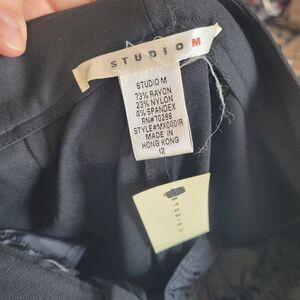 STUDIO M
STUDIO M
73% RAYON
23% NYLON
4% SPANDEX
RN#70298
MADE IN
HONG KONG
12